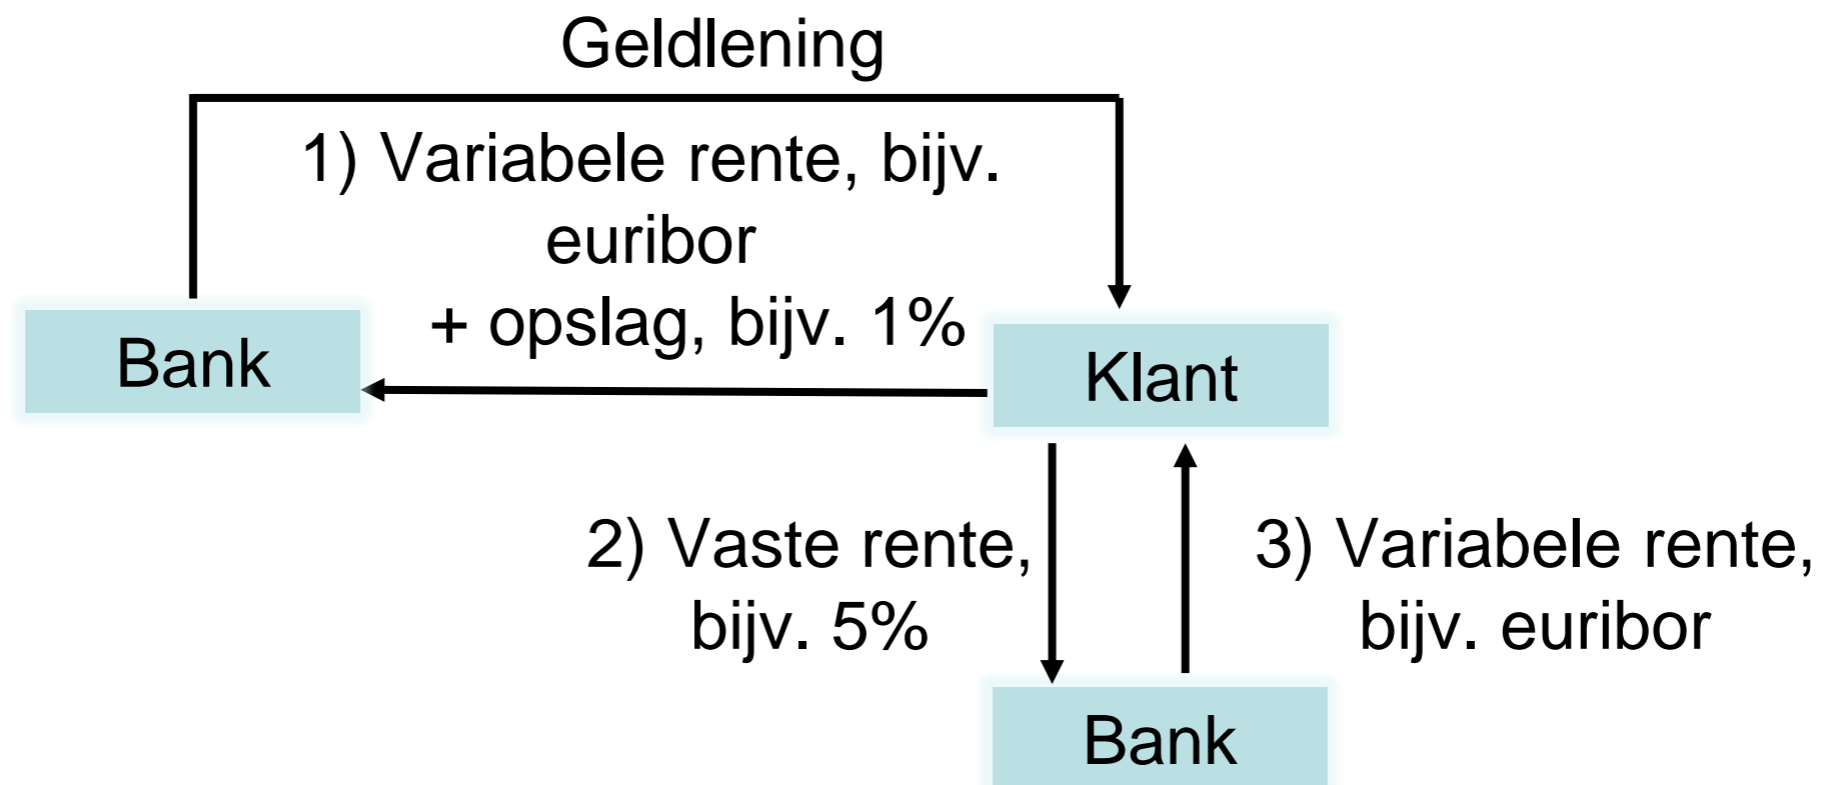 Geldlening
1) Variabele rente, bijv.
euribor
+ opslag, bijv. 1%
Bank
Klant
2) Vaste rente,
bijv. 5%
3) Variabele rente,
bijv. euribor
Bank